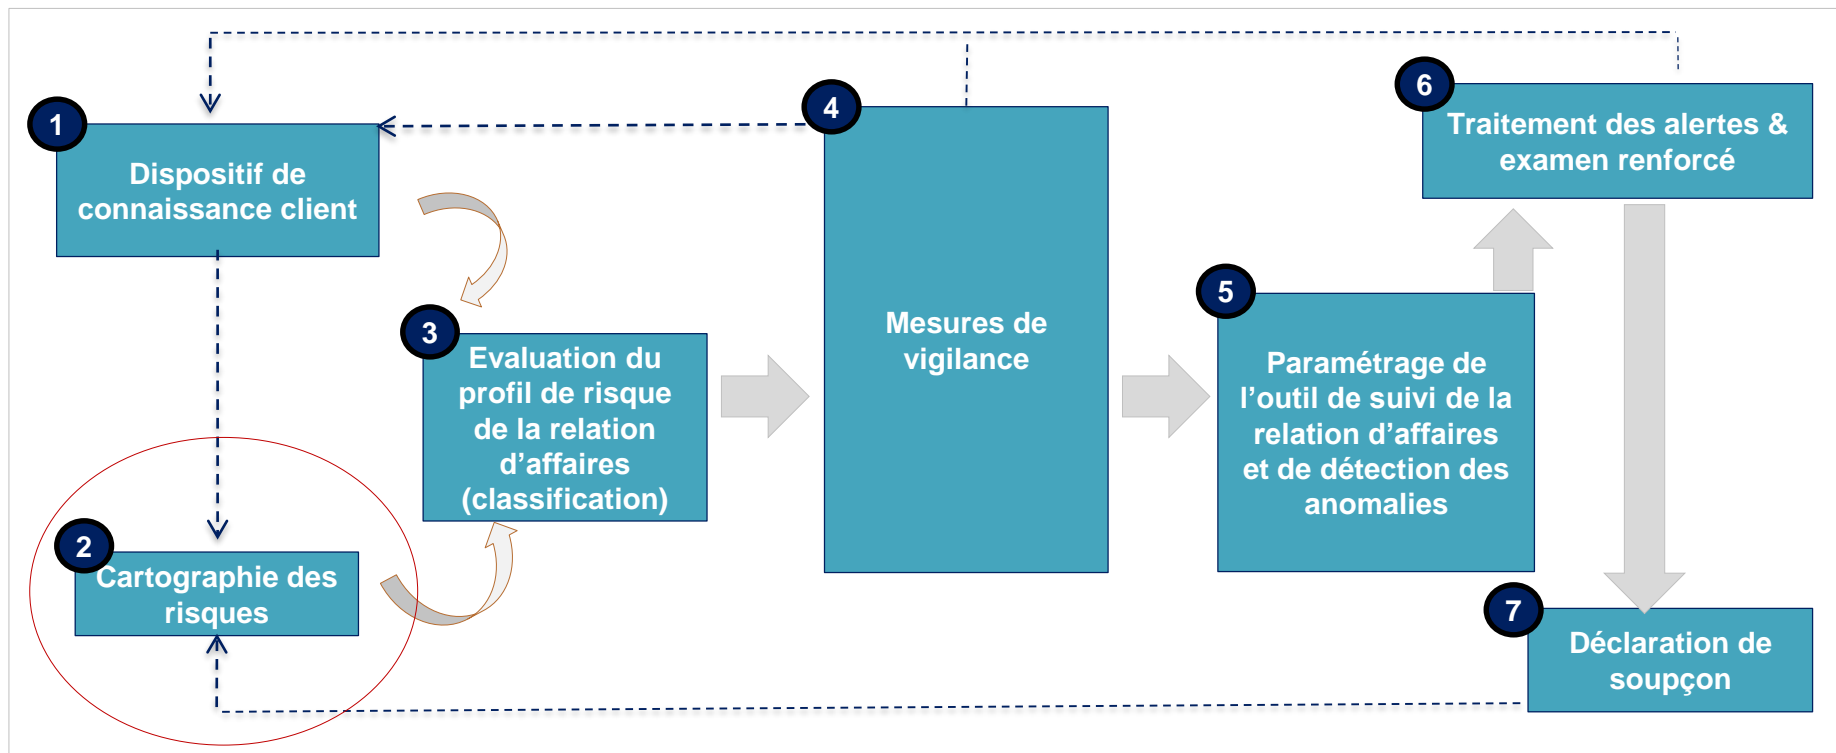 1
Dispositif de
connaissance client
2
Cartographie des
risques
3
Evaluation du
profil de risque
de la relation
d’affaires
(classification)
4
Mesures de
vigilance
5
Paramétrage de
l’outil de suivi de la
relation d’affaires
et de détection des
anomalies
6
Traitement des alertes &
examen renforcé
7
Déclaration de
soupçon